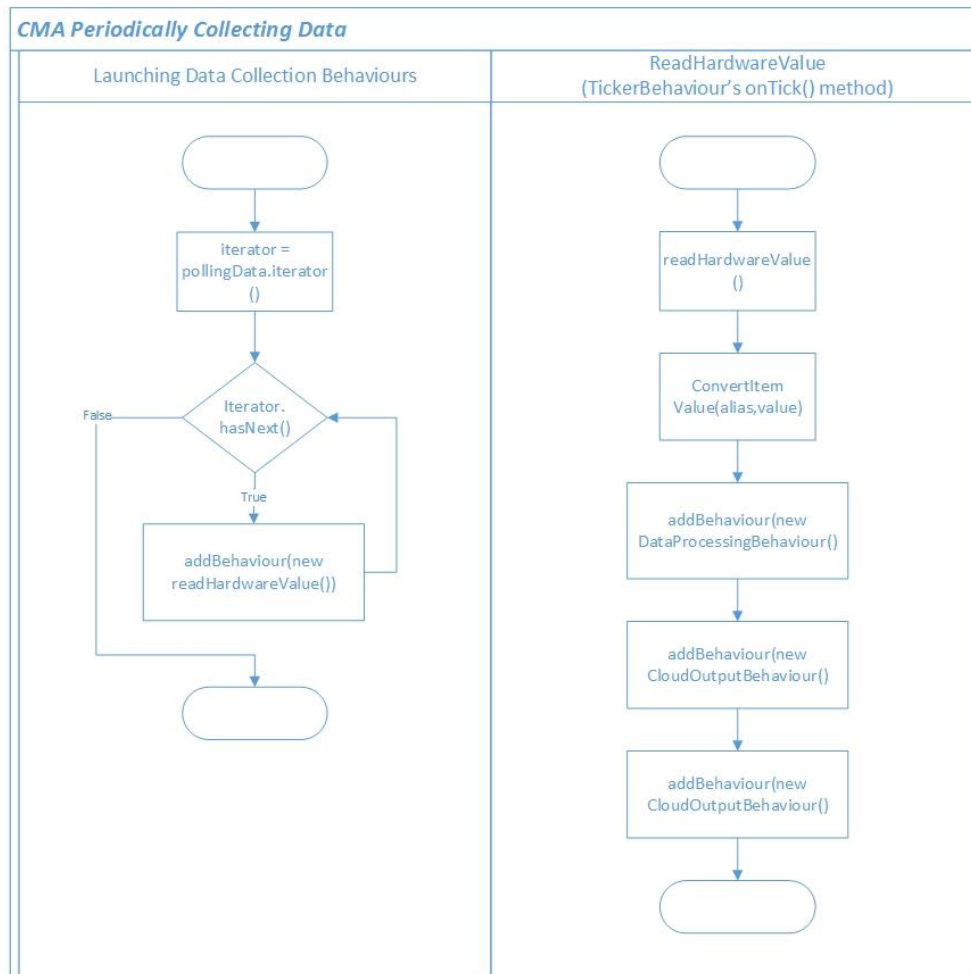 CMA Periodically Collecting Data
Launching Data Collection Behaviours
iterator =
pollingData.iterator
()
Iterator.
hasNext()
False
True
addBehaviour(new
readHardwareValue())
ReadHardwareValue
(TickerBehaviour's onTick() method)
readHardwareValue
()
ConvertItem
Value(alias,value)
addBehaviour(new
DataProcessingBehaviour()
addBehaviour(new
CloudOutputBehaviour()
addBehaviour(new
CloudOutputBehaviour()